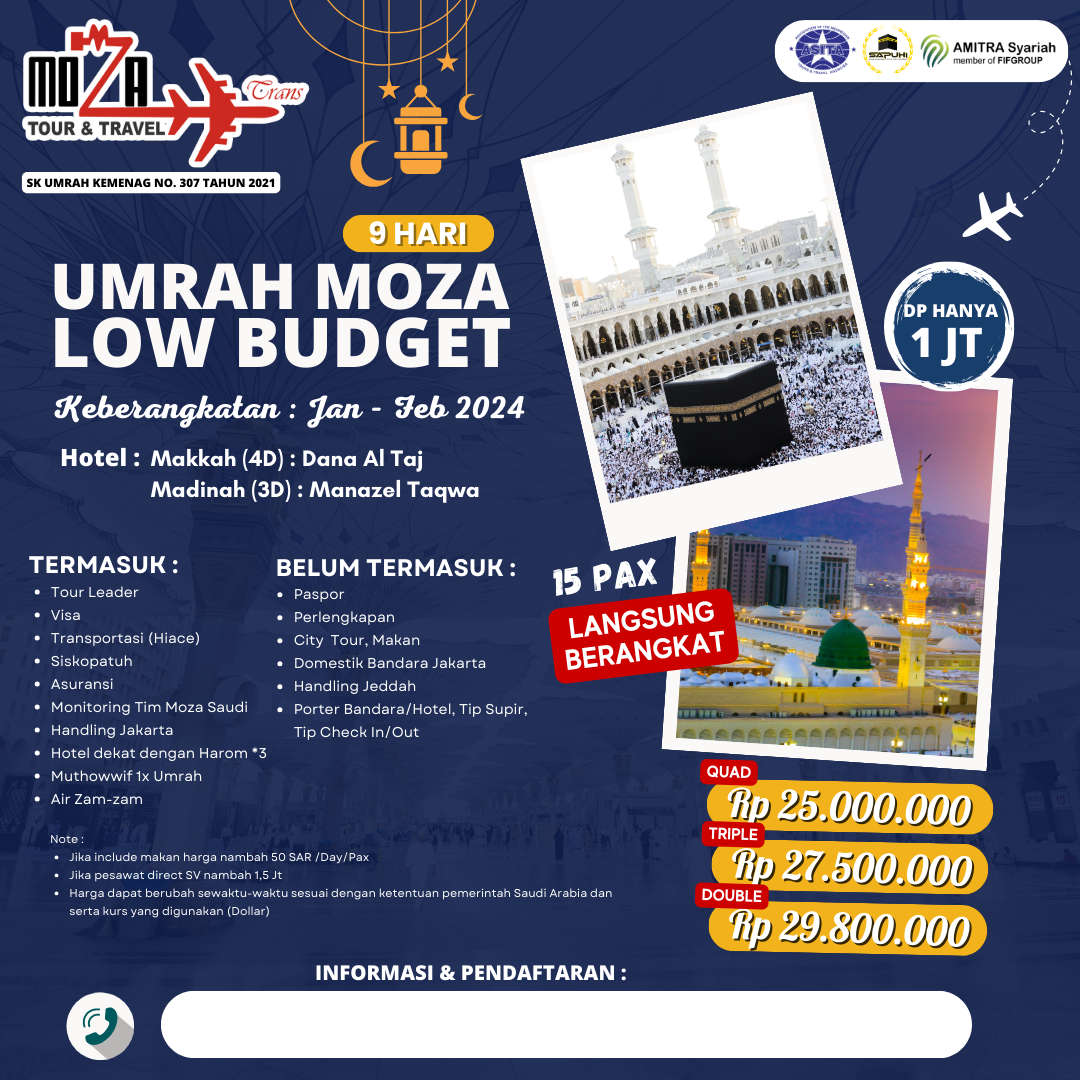 MOZA
Trans
TOUR & TRAVEL
SK UMRAH KEMENAG NO. 307 TAHUN 2021
ASITA
SAPUHI
AMITRA Syariah
member of FIFGROUP
9 HARI
UMRAH MOZA
LOW BUDGET
Keberangkatan : Jan - Feb 2024
Hotel : Makkah (4D) : Dana Al Taj
Madinah (3D) : Manazel Taqwa
DP HANYA
1 JT
TERMASUK :
• Tour Leader
• Visa
• Transportasi (Hiace)
• Siskopatuh
• Asuransi
• Monitoring Tim Moza Saudi
• Handling Jakarta
• Hotel dekat dengan Harom *3
• Muthowwif 1x Umrah
• Air Zam-zam
BELUM TERMASUK :
• Paspor
• Perlengkapan
• City Tour, Makan
• Domestik Bandara Jakarta
• Handling Jeddah
• Porter Bandara/Hotel, Tip Supir,
Tip Check In/Out
15 PAX
LANGSUNG
BERANGKAT
QUAD
Rp 25.000.000
TRIPLE
Rp 27.500.000
DOUBLE
Rp 29.800.000
Note :
• Jika include makan harga nambah 50 SAR /Day/Pax
• Jika pesawat direct SV nambah 1,5 Jt
• Harga dapat berubah sewaktu-waktu sesuai dengan ketentuan pemerintah Saudi Arabia dan
serta kurs yang digunakan (Dollar)
INFORMASI & PENDAFTARAN :